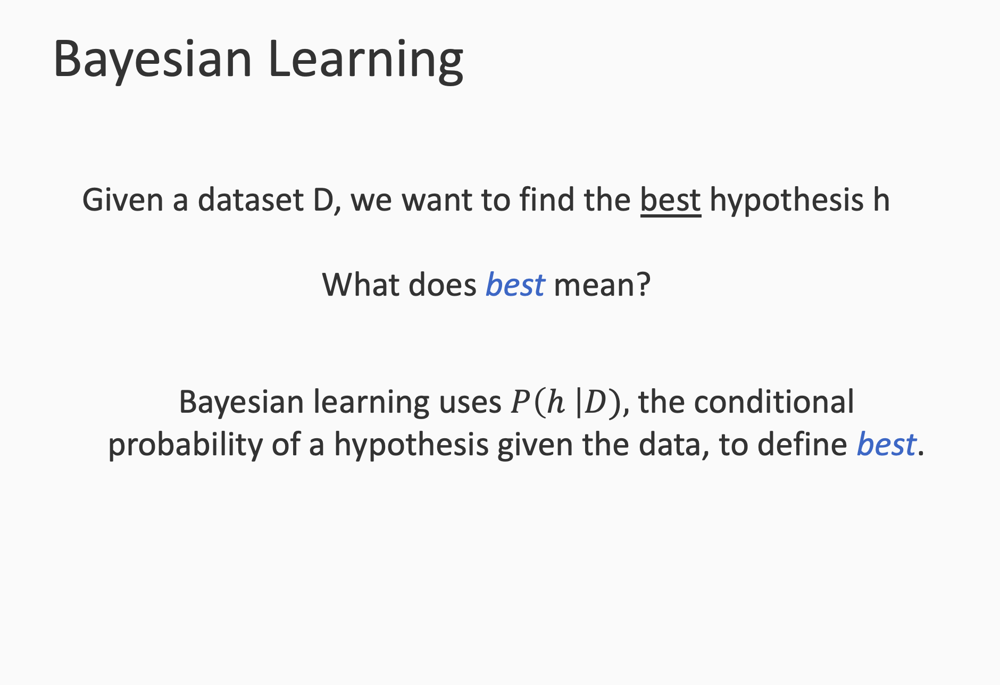 Bayesian Learning
Given a dataset D, we want to find the best hypothesis h
What does best mean?
Bayesian learning uses P(h |D), the conditional
probability of a hypothesis given the data, to define best.